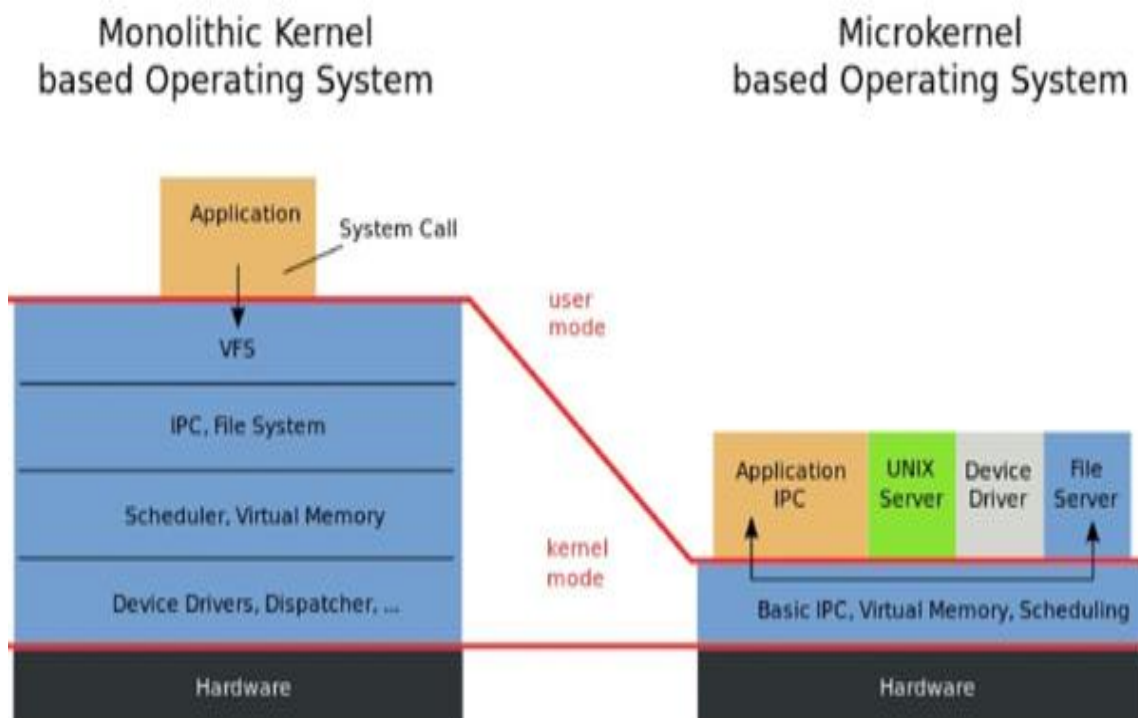 Monolithic Kernel
based Operating System
Microkernel
based Operating System
Application
System Call
VFS
IPC, File System
Scheduler, Virtual Memory
Device Drivers, Dispatcher, ...
Hardware
user
mode
kernel
mode
Application
IPC
UNIX
Server
Device
Driver
File
Server
Basic IPC, Virtual Memory, Scheduling
Hardware